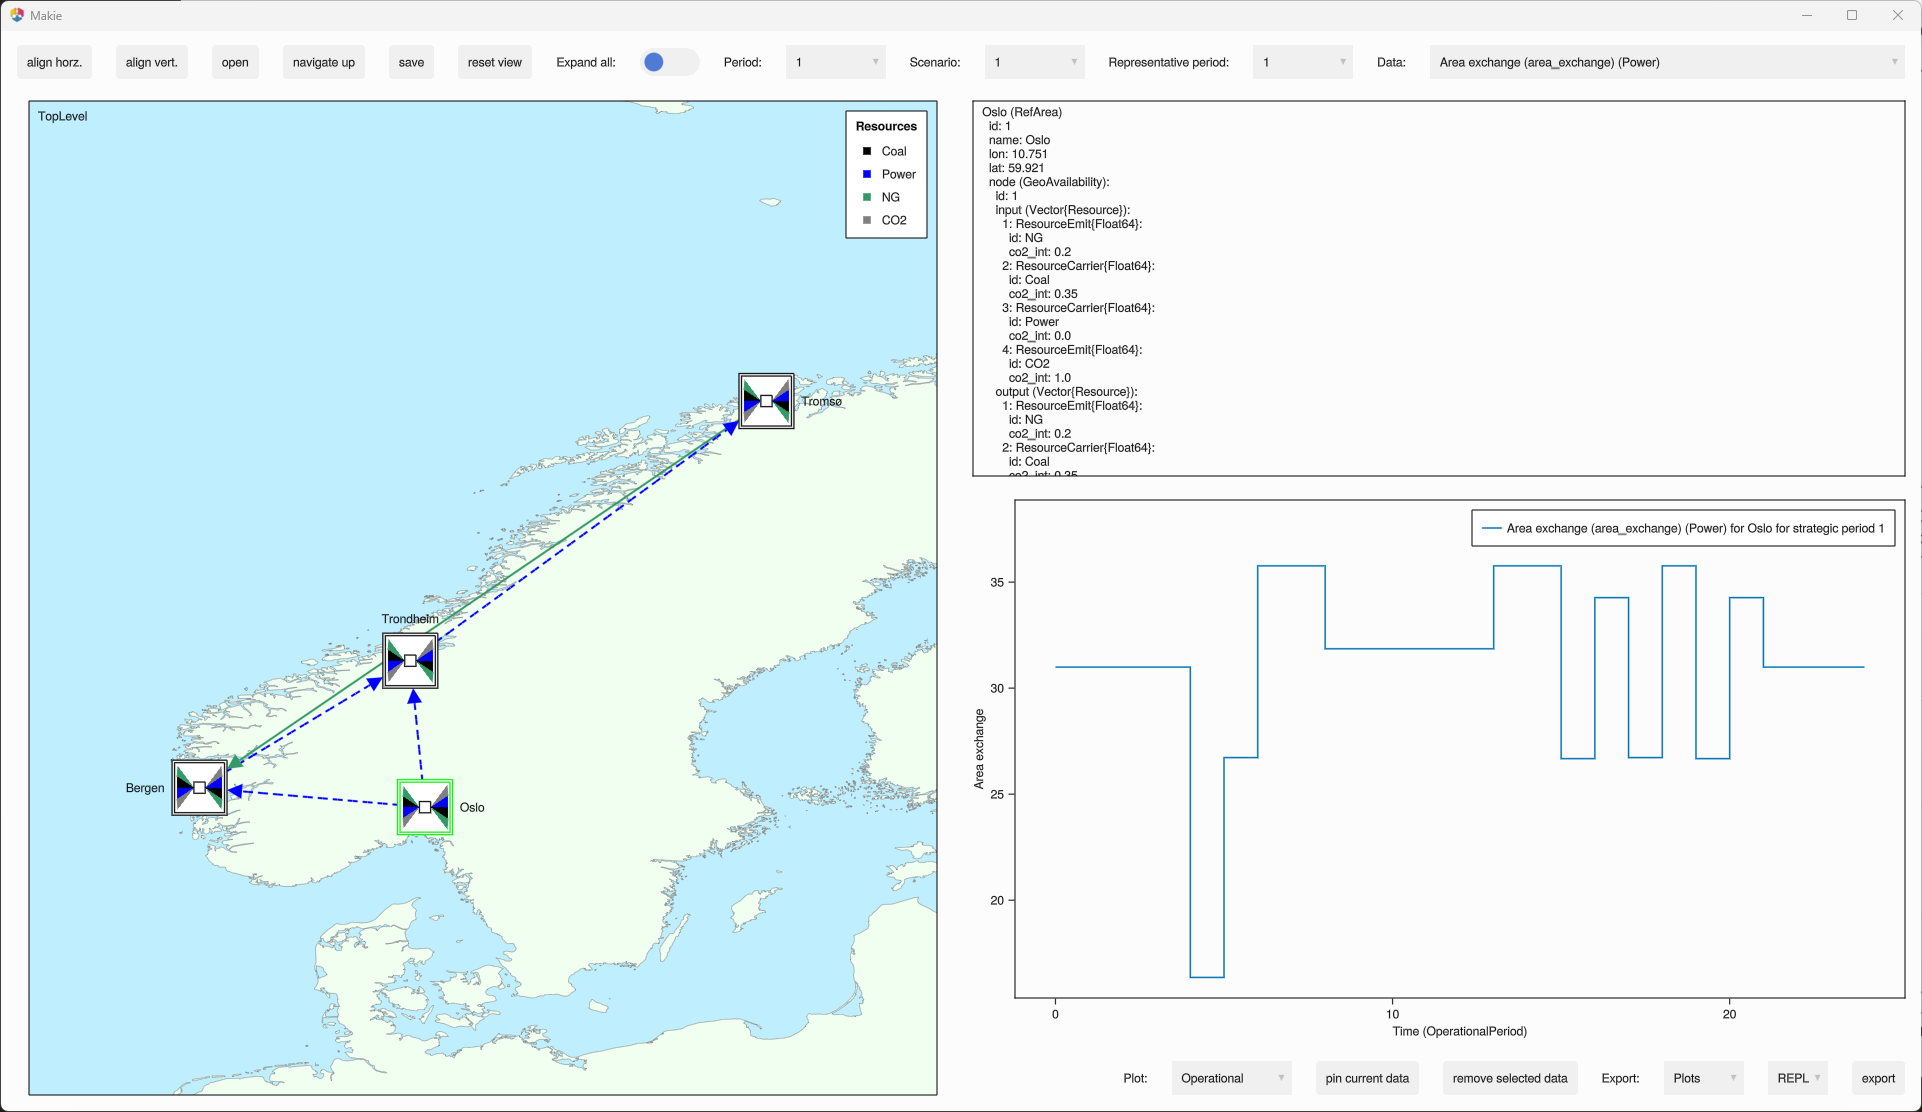 Makie
align horz. align vert. open navigate up save reset view Expand all: Period: 1 Scenario: 1 Representative period: 1 Data: Area exchange (area_exchange) (Power)
TopLevel
Resources
Coal
Power
NG
CO2
Tromsø
Trondheim
Bergen
Oslo
Oslo (RefArea)
id: 1
name: Oslo
lon: 10.751
lat: 59.921
node (GeoAvailability):
id: 1
input (Vector{Resource}):
1: ResourceEmit{Float64}:
id: NG
co2_int: 0.2
2: ResourceCarrier{Float64}:
id: Coal
co2_int: 0.35
3: ResourceCarrier{Float64}:
id: Power
co2_int: 0.0
4: ResourceEmit{Float64}:
id: CO2
co2_int: 1.0
output (Vector{Resource}):
1: ResourceEmit{Float64}:
id: NG
co2_int: 0.2
2: ResourceCarrier{Float64}:
id: Coal
co2_int: 0.35
Area exchange (area_exchange) (Power) for Oslo for strategic period 1
35
30
25
20
Area exchange
0 10 20
Time (OperationalPeriod)
Plot: Operational pin current data remove selected data Export: Plots REPL export